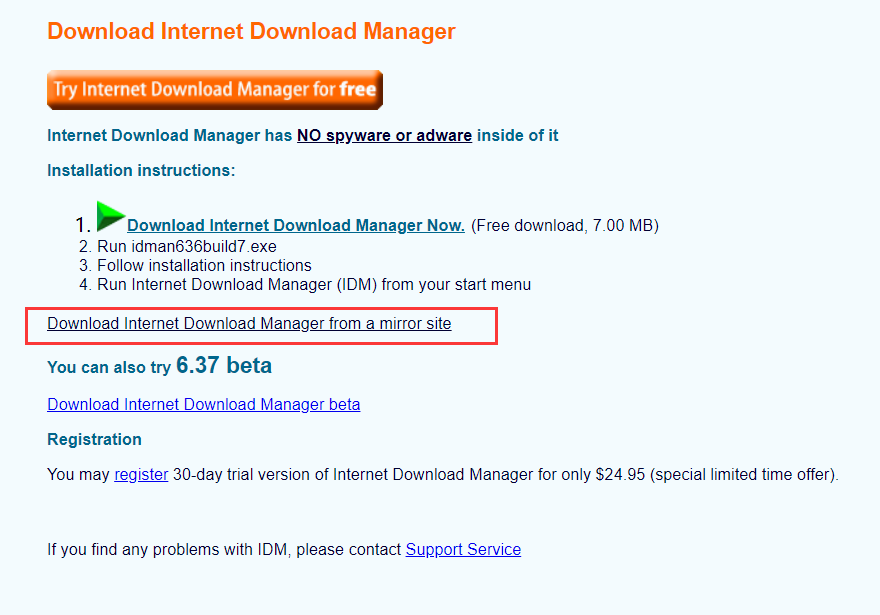 Download Internet Download Manager
Try Internet Download Manager for free
Internet Download Manager has NO spyware or adware inside of it
Installation instructions:
1. Download Internet Download Manager Now. (Free download, 7.00 MB)
2. Run idman636build7.exe
3. Follow installation instructions
4. Run Internet Download Manager (IDM) from your start menu
Download Internet Download Manager from a mirror site
You can also try 6.37 beta
Download Internet Download Manager beta
Registration
You may register 30-day trial version of Internet Download Manager for only $24.95 (special limited time offer).
If you find any problems with IDM, please contact Support Service